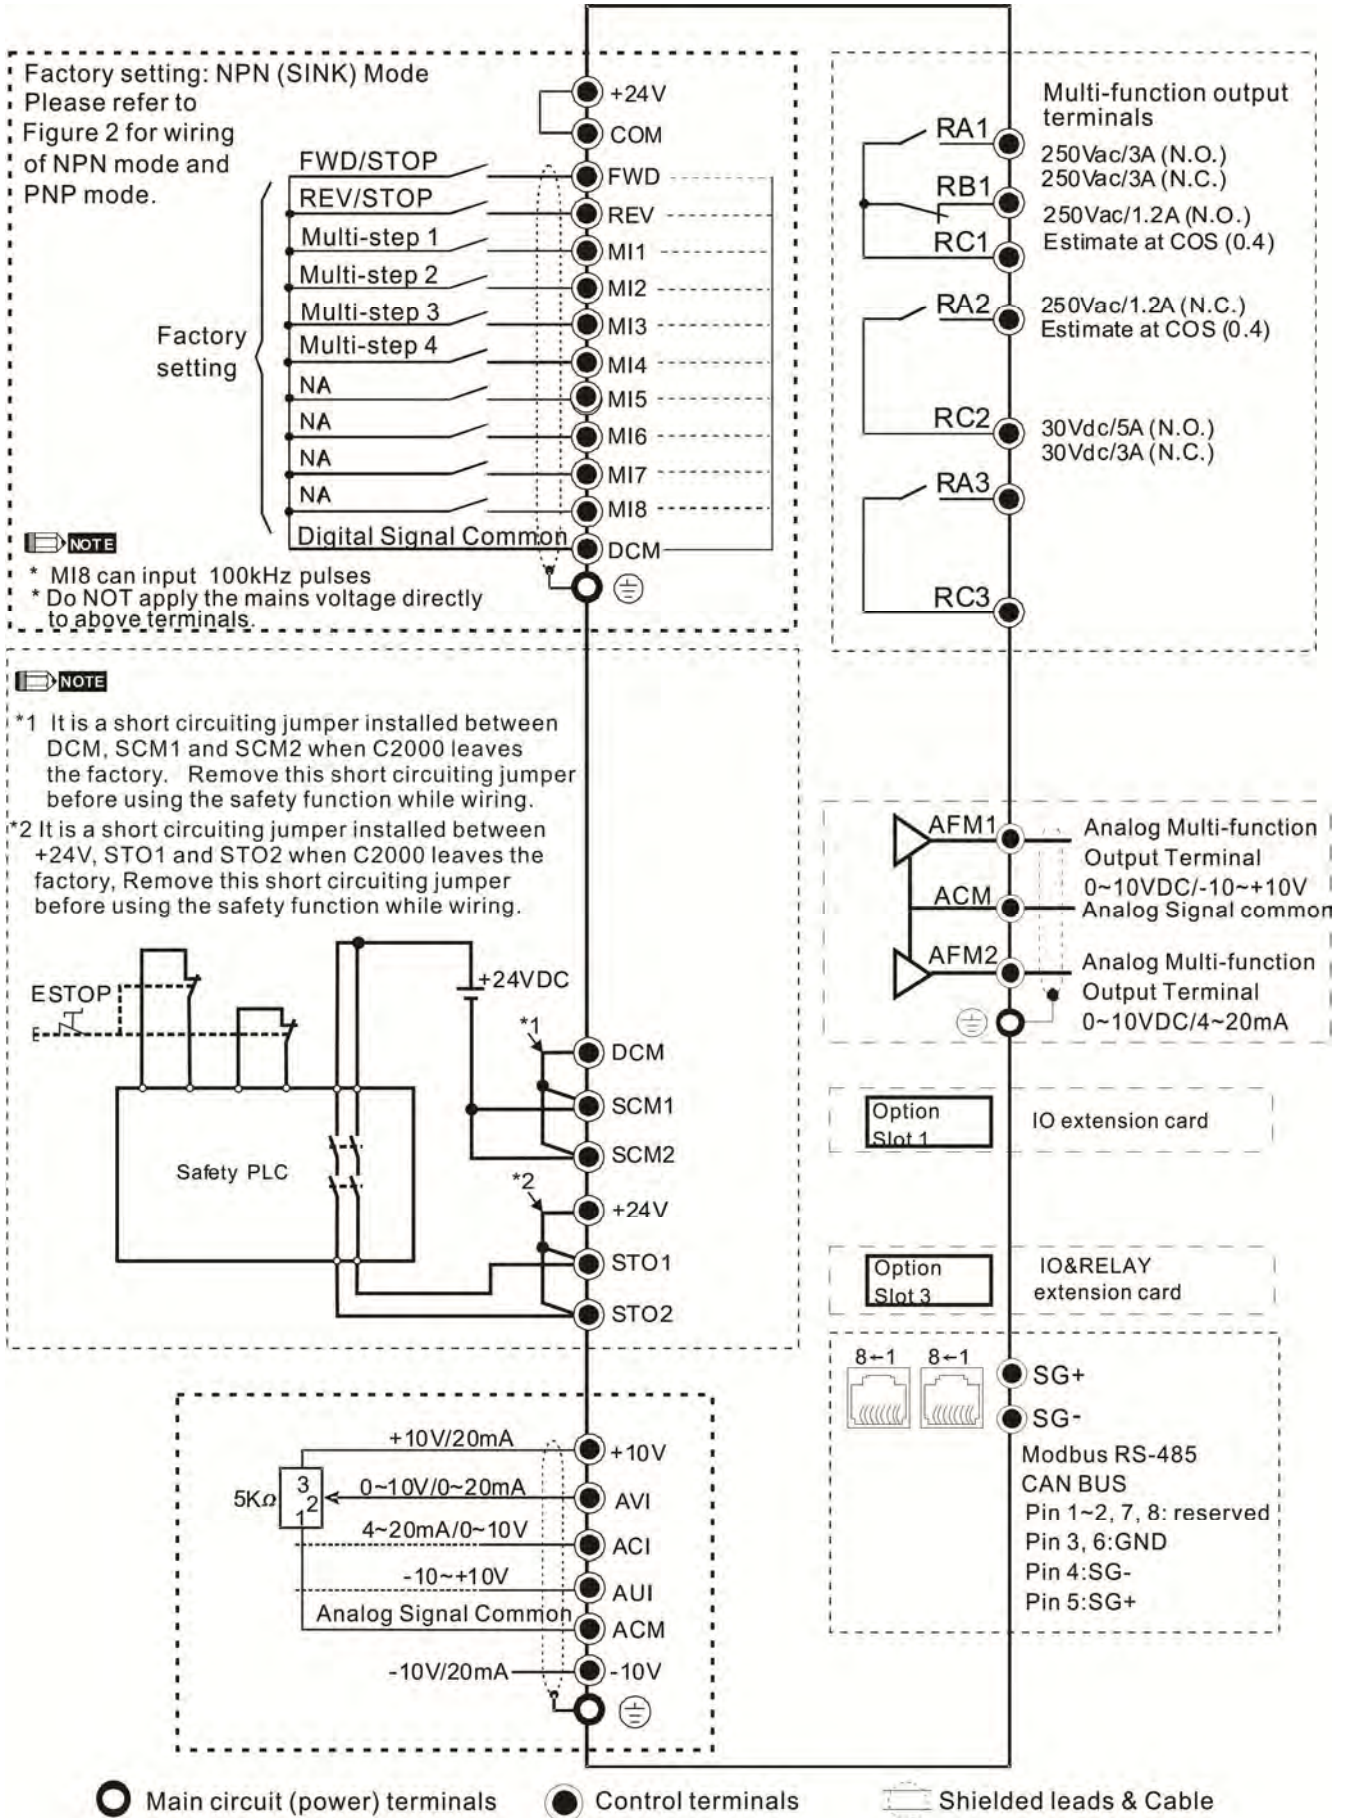 Factory setting: NPN (SINK) Mode
Please refer to
Figure 2 for wiring
of NPN mode and
PNP mode.
+24V
COM
FWD/STOP
FWD
REV/STOP
REV
Multi-step 1
MI1
Multi-step 2
MI2
Multi-step 3
MI3
Multi-step 4
MI4
Factory
setting
NA
MI5
NA
MI6
NA
MI7
NA
MI8
Digital Signal Common
DCM
NOTE
* MI8 can input 100kHz pulses
* Do NOT apply the mains voltage directly
to above terminals.
RA1
RB1
RC1
RA2
RC2
RA3
RC3
Multi-function output
terminals
250Vac/3A (N.O.)
250Vac/3A (N.C.)
250Vac/1.2A (N.O.)
Estimate at COS (0.4)
250Vac/1.2A (N.C.)
Estimate at COS (0.4)
30Vdc/5A (N.O.)
30Vdc/3A (N.C.)
NOTE
*1 It is a short circuiting jumper installed between
DCM, SCM1 and SCM2 when C2000 leaves
the factory. Remove this short circuiting jumper
before using the safety function while wiring.
*2 It is a short circuiting jumper installed between
+24V, STO1 and STO2 when C2000 leaves the
factory, Remove this short circuiting jumper
before using the safety function while wiring.
ESTOP
+24VDC
Safety PLC
*1
DCM
SCM1
SCM2
*2
+24V
STO1
STO2
AFM1
Analog Multi-function
Output Terminal
0~10VDC/-10~+10V
ACM
Analog Signal common
AFM2
Analog Multi-function
Output Terminal
0~10VDC/4~20mA
Option
Slot 1
IO extension card
Option
Slot 3
IO&RELAY
extension card
8←1
8←1
SG+
SG-
Modbus RS-485
CAN BUS
Pin 1~2, 7, 8: reserved
Pin 3, 6:GND
Pin 4:SG-
Pin 5:SG+
+10V/20mA
+10V
5KΩ
3
2
1
0~10V/0~20mA
AVI
4~20mA/0~10V
ACI
-10~+10V
AUI
Analog Signal Common
ACM
-10V/20mA
-10V
Main circuit (power) terminals
Control terminals
Shielded leads & Cable